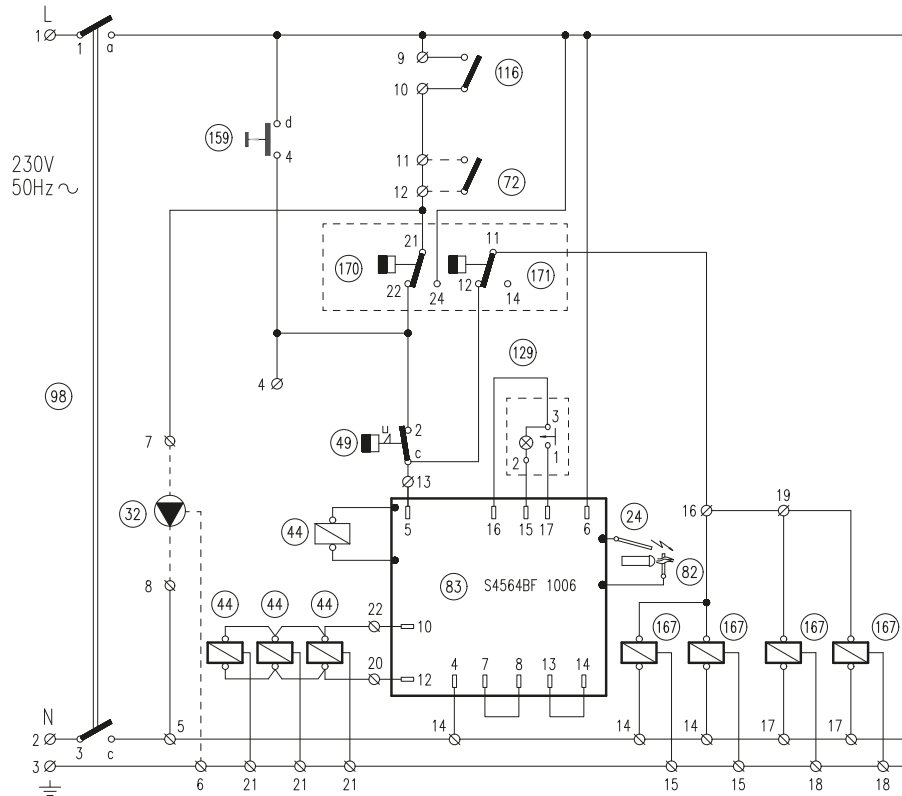 L
1
1 a
9
116
10
d
159
4
230V
50Hz ~
11
72
12
21 11
170 171
22 24 12 14
4
129
98
3
2 1
49 u 2
c
13
7
32
8
16 19
44
5 16 15 17 6
24
82
83 S4564BF 1006
44 44 44 22
10
20
12
4 7 8 13 14
167 167 167 167
N
2
3 c 5 14 14 14 17 17
3
6 21 21 21 15 15 18 18